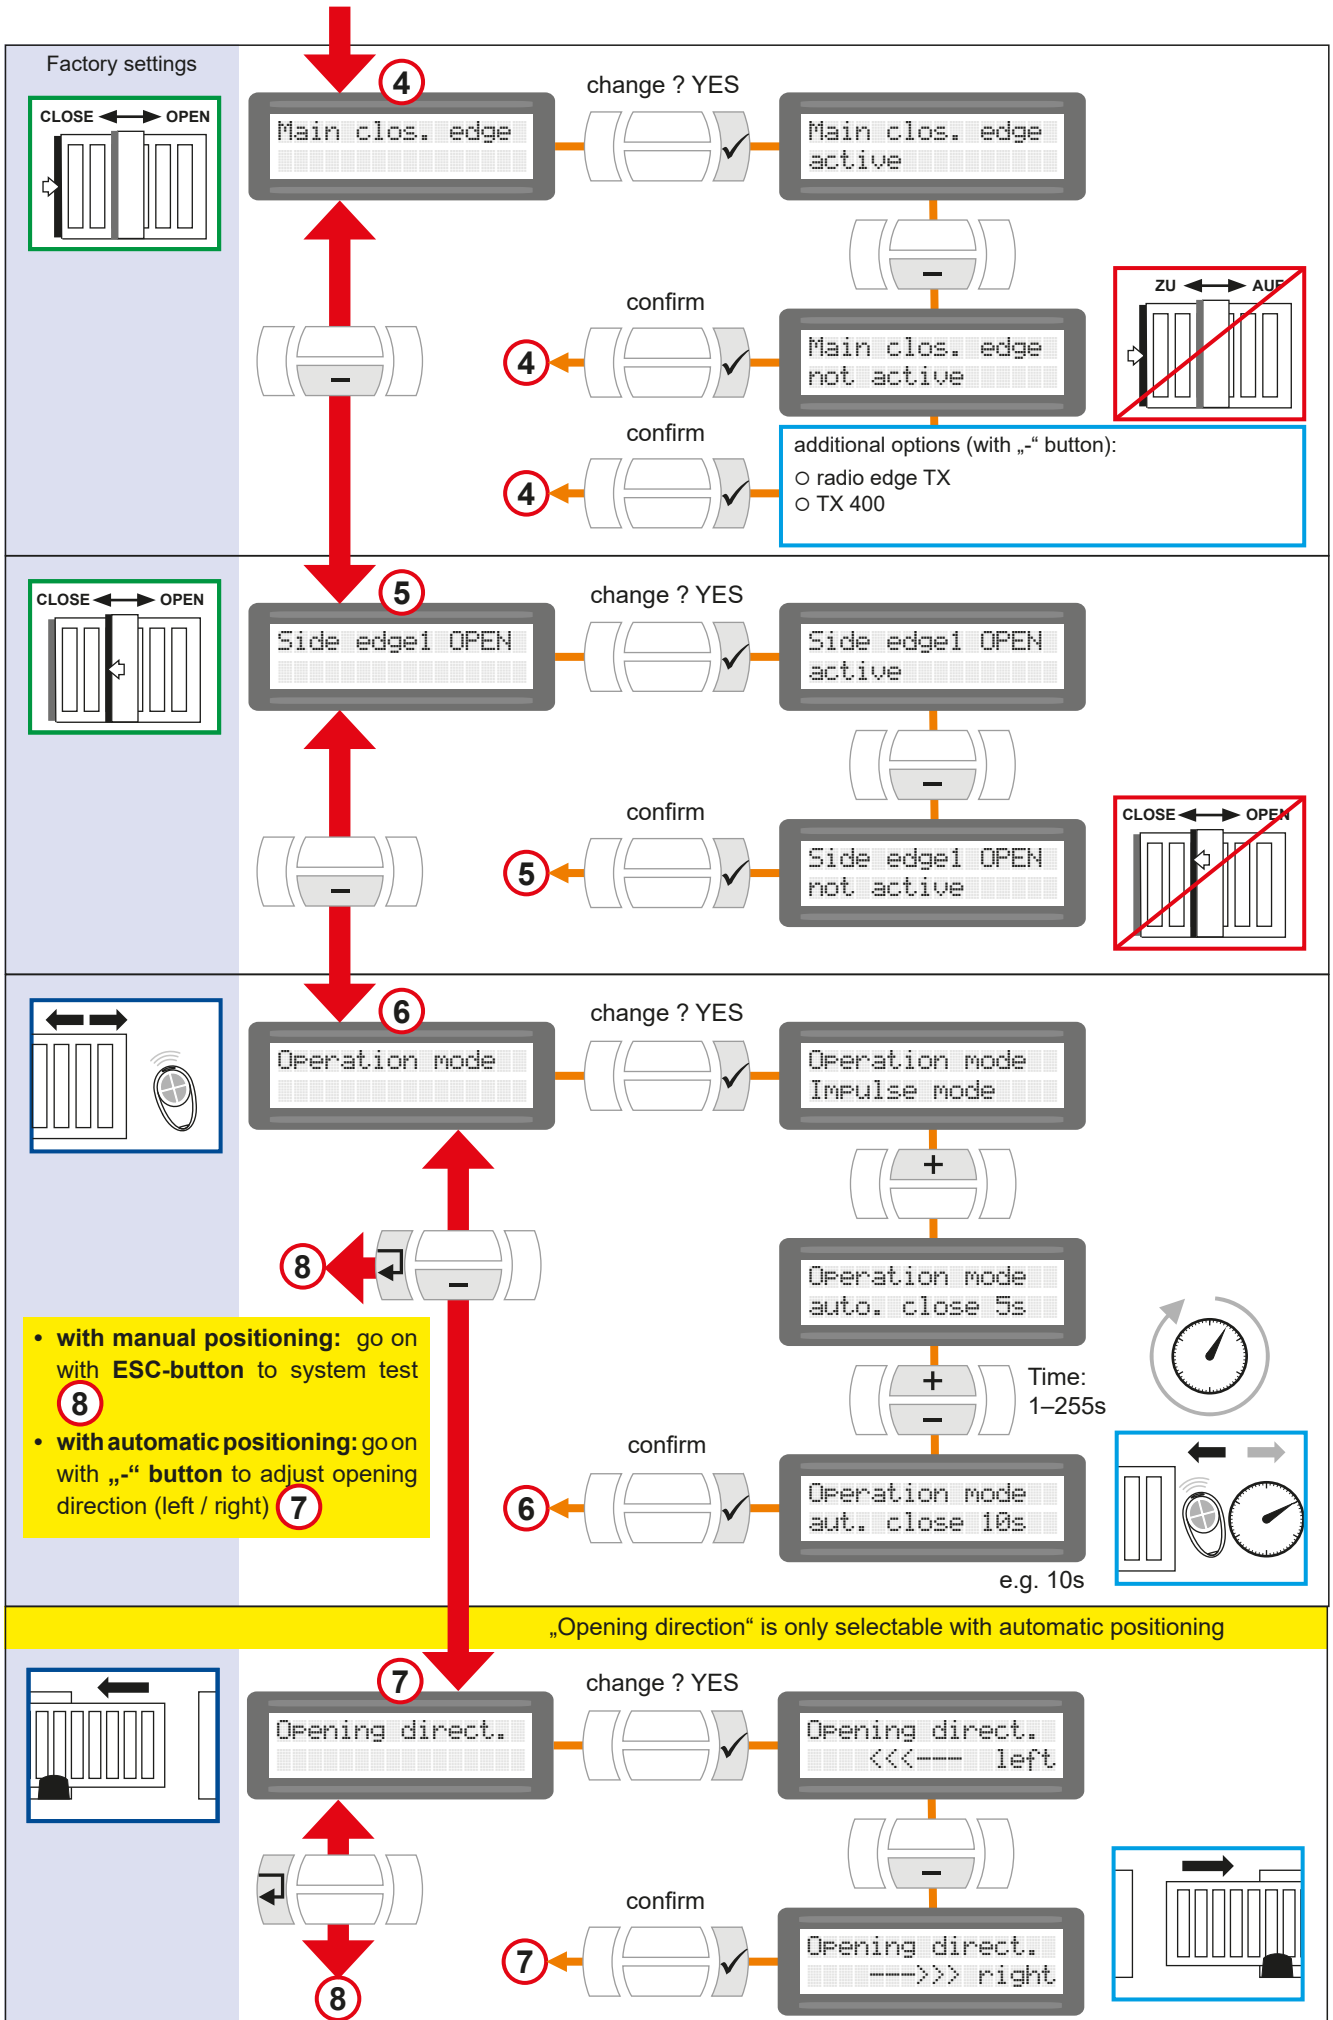 Factory settings
CLOSE OPEN
4
Main clos. edge
change ? YES
✓
Main clos. edge
active
–
–
confirm
4
✓
Main clos. edge
not active
ZU AUF
confirm
4
✓
additional options (with „-“ button):
radio edge TX
TX 400
CLOSE OPEN
5
Side edge1 OPEN
change ? YES
✓
Side edge1 OPEN
active
–
–
confirm
5
✓
Side edge1 OPEN
not active
CLOSE OPEN
6
Operation mode
change ? YES
✓
Operation mode
Impulse mode
+
8
–
Operation mode
auto. close 5s
• with manual positioning: go on
with ESC-button to system test
8
• with automatic positioning: go on
with „-“ button to adjust opening
direction (left / right) 7
+
–
Time:
1–255s
confirm
6
✓
Operation mode
aut. close 10s
e.g. 10s
„Opening direction“ is only selectable with automatic positioning
7
Opening direct.
change ? YES
✓
Opening direct.
<<<--- left
–
confirm
7
✓
Opening direct.
--->>> right
8